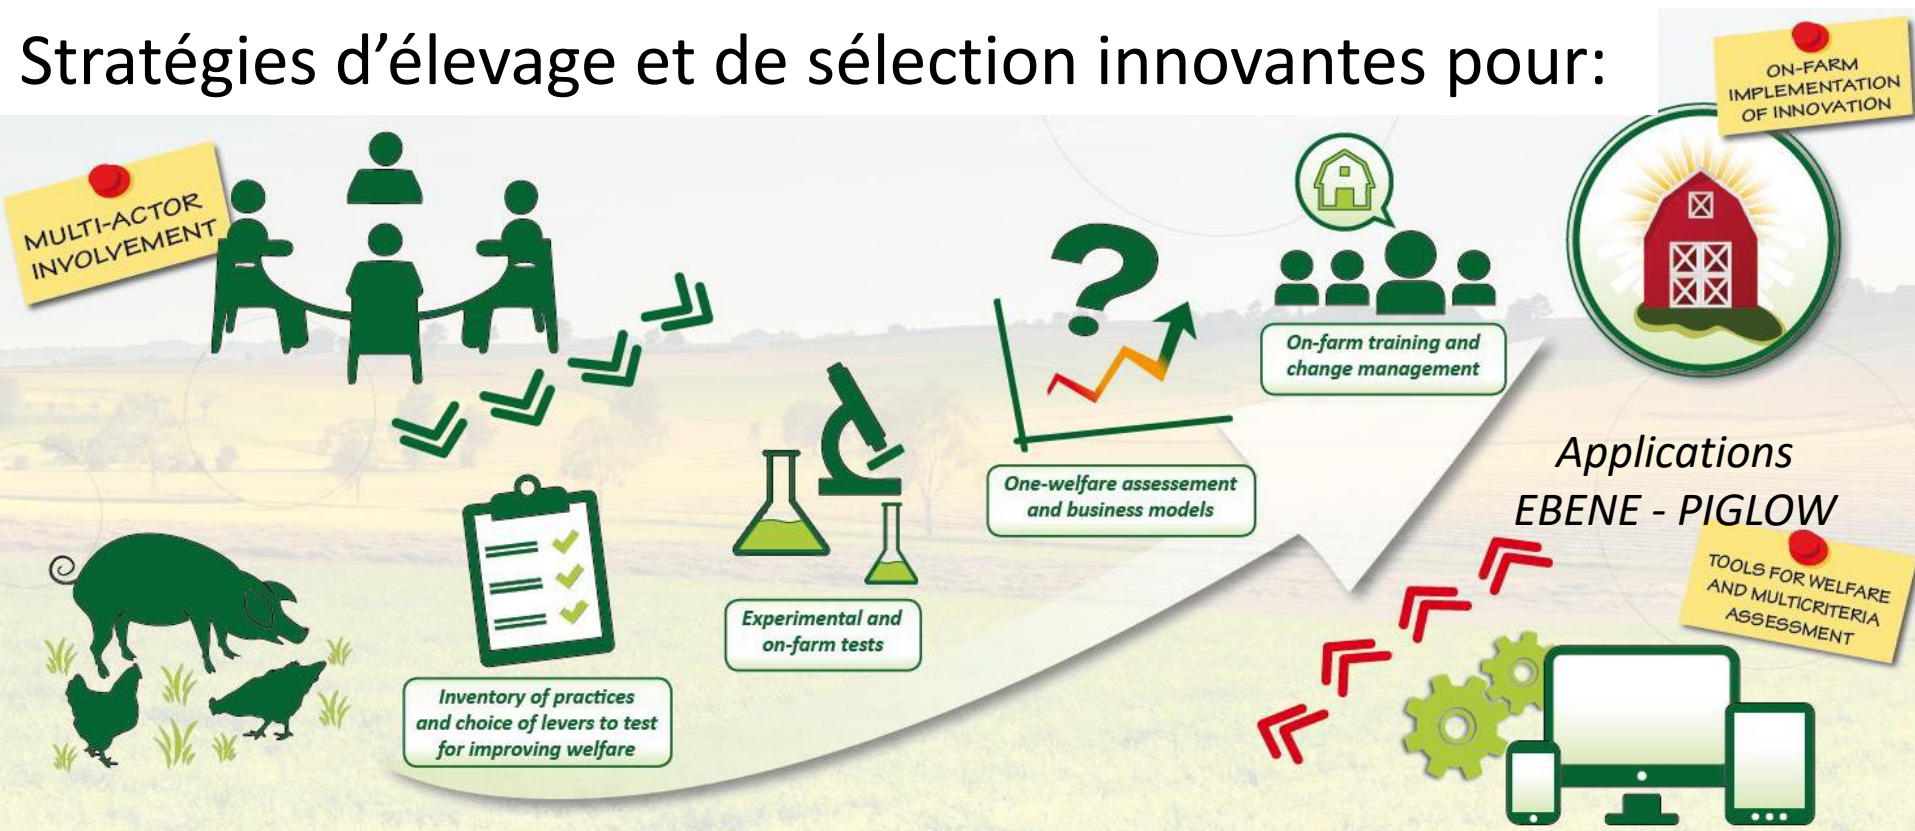 Stratégies d’élevage et de sélection innovantes pour:
ON-FARM
IMPLEMENTATION
OF INNOVATION
MULTI-ACTOR
INVOLVEMENT
On-farm training and
change management
One-welfare assessement
and business models
Applications
EBENE - PIGLOW
TOOLS FOR WELFARE
AND MULTICRITERIA
ASSESSMENT
Experimental and
on-farm tests
Inventory of practices
and choice of levers to test
for improving welfare